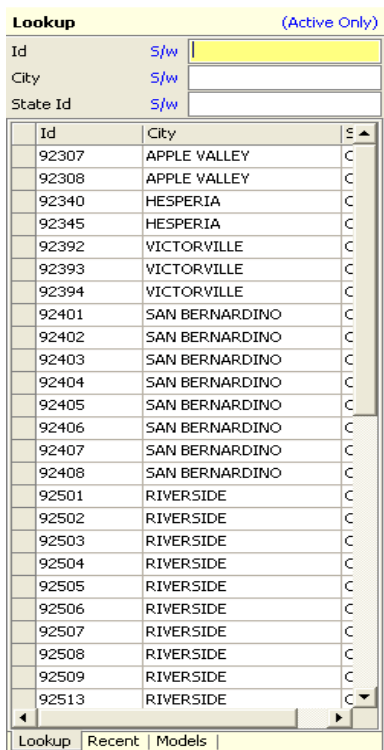 Lookup (Active Only)
Id S/w
City S/w
State Id S/w
Id City S
92307 APPLE VALLEY C
92308 APPLE VALLEY C
92340 HESPERIA C
92345 HESPERIA C
92392 VICTORVILLE C
92393 VICTORVILLE C
92394 VICTORVILLE C
92401 SAN BERNARDINO C
92402 SAN BERNARDINO C
92403 SAN BERNARDINO C
92404 SAN BERNARDINO C
92405 SAN BERNARDINO C
92406 SAN BERNARDINO C
92407 SAN BERNARDINO C
92408 SAN BERNARDINO C
92501 RIVERSIDE C
92502 RIVERSIDE C
92503 RIVERSIDE C
92504 RIVERSIDE C
92505 RIVERSIDE C
92506 RIVERSIDE C
92507 RIVERSIDE C
92508 RIVERSIDE C
92509 RIVERSIDE C
92513 RIVERSIDE C
Lookup Recent Models